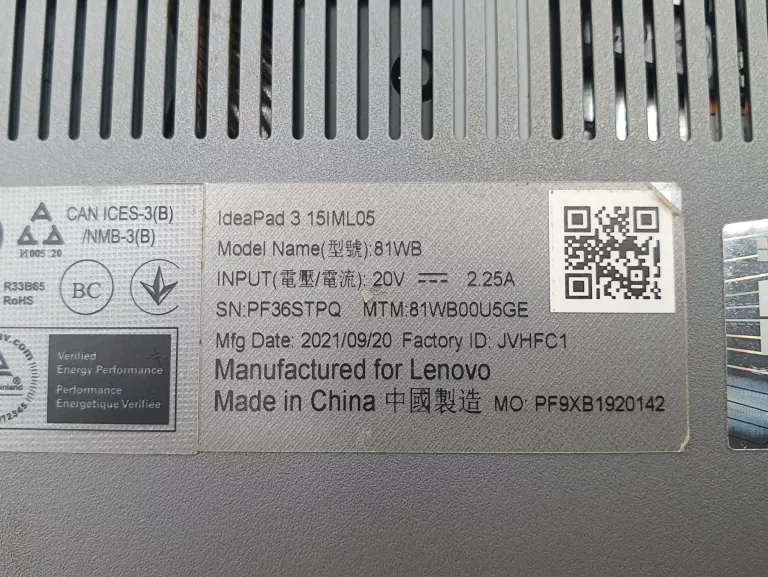 CAN ICES-3(B)
/NMB-3(B)
R33B65
RoHS
BC
Verified
Energy Performance
Performance
Energetique Verifiée
IdeaPad 3 15IML05
Model Name(型號):81WB
INPUT(電壓/電流): 20V ⎓ 2.25A
SN:PF36STPQ MTM:81WB00U5GE
Mfg Date: 2021/09/20 Factory ID: JVHFC1
Manufactured for Lenovo
Made in China 中國製造 MO: PF9XB1920142